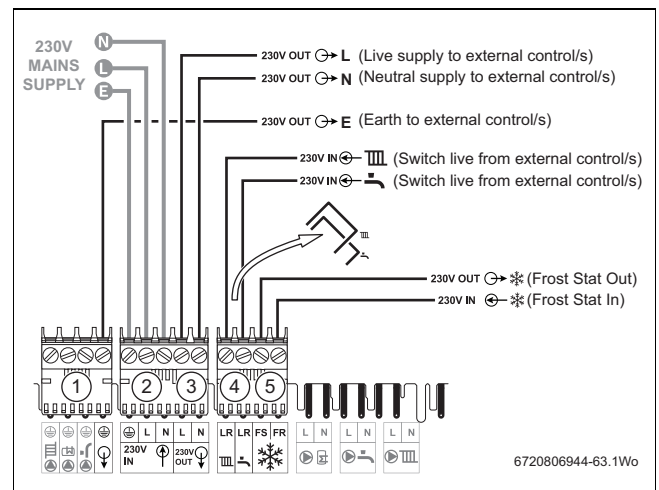 230V
MAINS
SUPPLY
N
L
E
230V OUT L (Live supply to external control/s)
230V OUT N (Neutral supply to external control/s)
230V OUT E (Earth to external control/s)
230V IN (Switch live from external control/s)
230V IN (Switch live from external control/s)
230V OUT (Frost Stat Out)
230V IN (Frost Stat In)
1 2 3 4 5
L N L N LR LR FS FR L N L N L N
230V
IN
230V
OUT
6720806944-63.1Wo